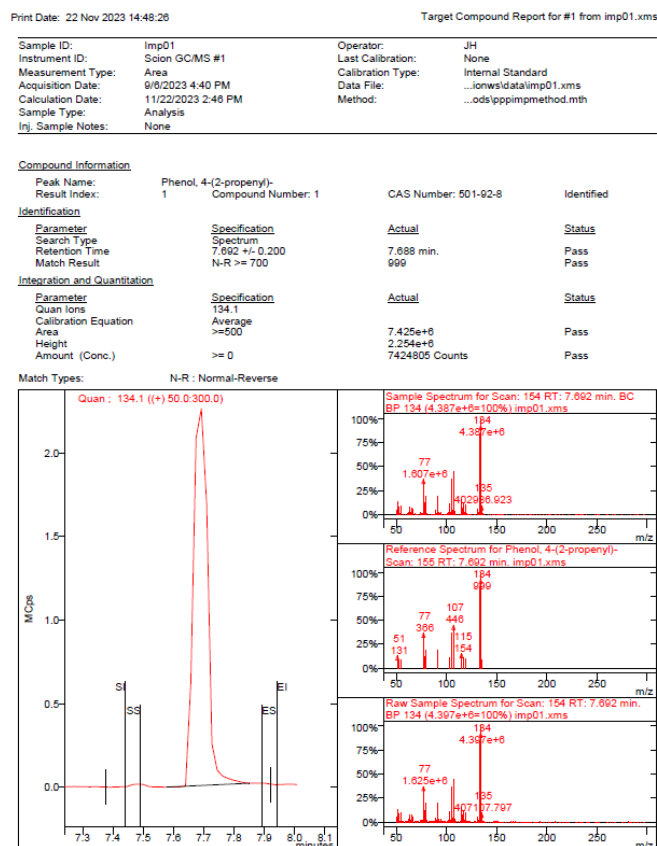 Print Date: 22 Nov 2023 14:48:26 Target Compound Report for #1 from imp01.xms
Sample ID: Imp01 Operator: JH
Instrument ID: Scion GC/MS #1 Last Calibration: None
Measurement Type: Area Calibration Type: Internal Standard
Acquisition Date: 9/6/2023 4:40 PM Data File: ...ionws\data\imp01.xms
Calculation Date: 11/22/2023 2:46 PM Method: ...ods\pppimpmethod.mth
Sample Type: Analysis
Inj. Sample Notes: None
Compound Information
Peak Name: Phenol, 4-(2-propenyl)-
Result Index: 1 Compound Number: 1 CAS Number: 501-92-8 Identified
Identification
Parameter Specification Actual Status
Search Type Spectrum
Retention Time 7.692 +/- 0.200 7.688 min. Pass
Match Result N-R >= 700 999 Pass
Integration and Quantitation
Parameter Specification Actual Status
Quan Ions 134.1
Calibration Equation Average
Area >=500 7.425e+6 Pass
Height 2.254e+6
Amount (Conc.) >= 0 7424805 Counts Pass
Match Types: N-R : Normal-Reverse
Quan : 134.1 ((+) 50.0:300.0)
MCps
2.0
1.5
1.0
0.5
0.0
SI
SS
ES
EI
7.3 7.4 7.5 7.6 7.7 7.8 7.9 8.0 8.1
minutes
Sample Spectrum for Scan: 154 RT: 7.692 min. BC
BP 134 (4.387e+6=100%) imp01.xms
100%
75%
50%
25%
0%
134
4.387e+6
77
1.607e+6
135
402986.923
50 100 150 200 250
m/z
Reference Spectrum for Phenol, 4-(2-propenyl)-
Scan: 155 RT: 7.692 min. imp01.xms
100%
75%
50%
25%
0%
134
999
107
446
77
366
51
131
115
154
50 100 150 200 250
m/z
Raw Sample Spectrum for Scan: 154 RT: 7.692 min.
BP 134 (4.397e+6=100%) imp01.xms
100%
75%
50%
25%
0%
134
4.397e+6
77
1.625e+6
135
407107.797
50 100 150 200 250
m/z